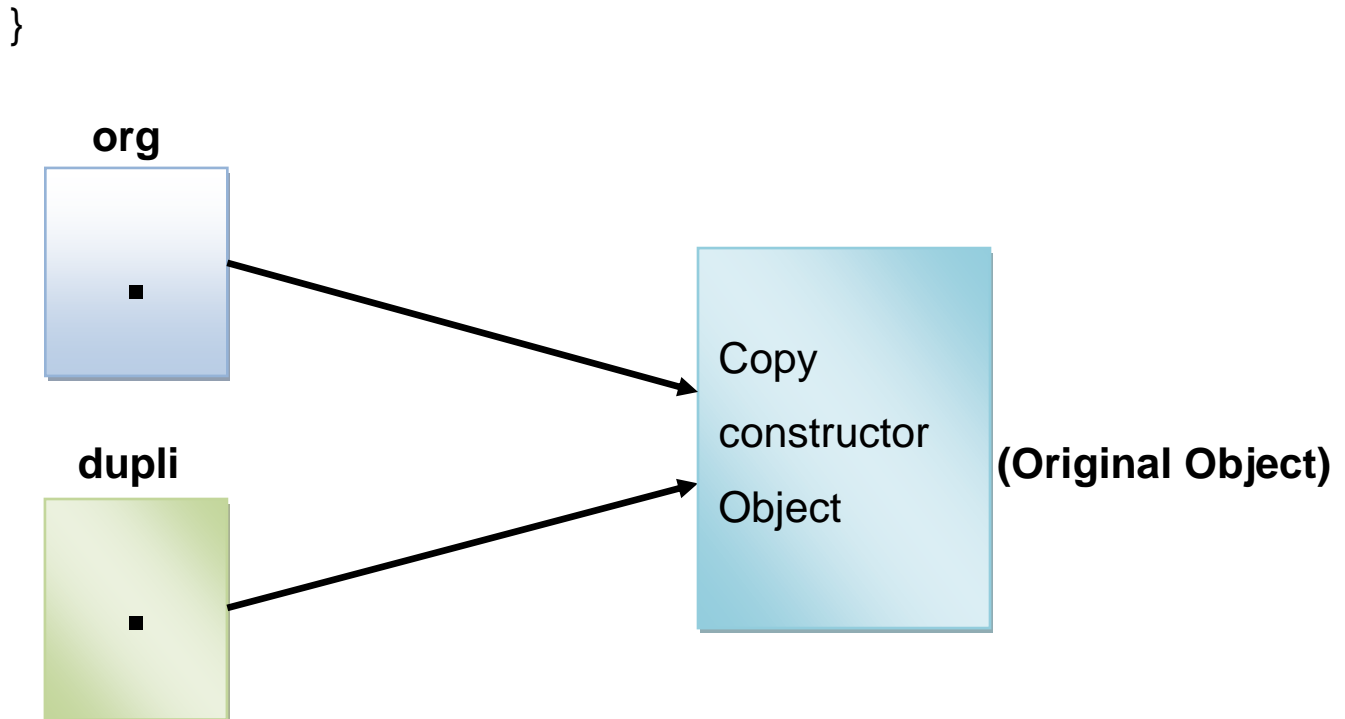 }
org
Copy
constructor
Object
(Original Object)
dupli